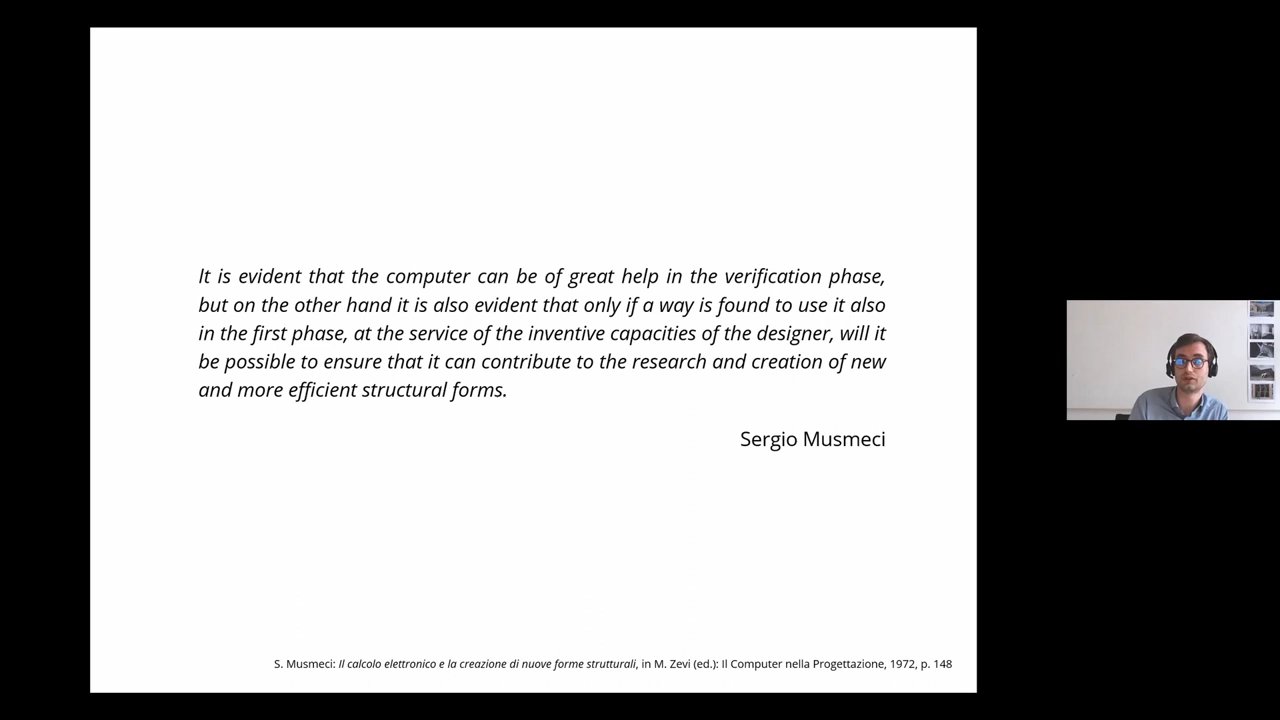 It is evident that the computer can be of great help in the verification phase,
but on the other hand it is also evident that only if a way is found to use it also
in the first phase, at the service of the inventive capacities of the designer, will it
be possible to ensure that it can contribute to the research and creation of new
and more efficient structural forms.
Sergio Musmeci
S. Musmeci: Il calcolo elettronico e la creazione di nuove forme strutturali, in M. Zevi (ed.): Il Computer nella Progettazione, 1972, p. 148